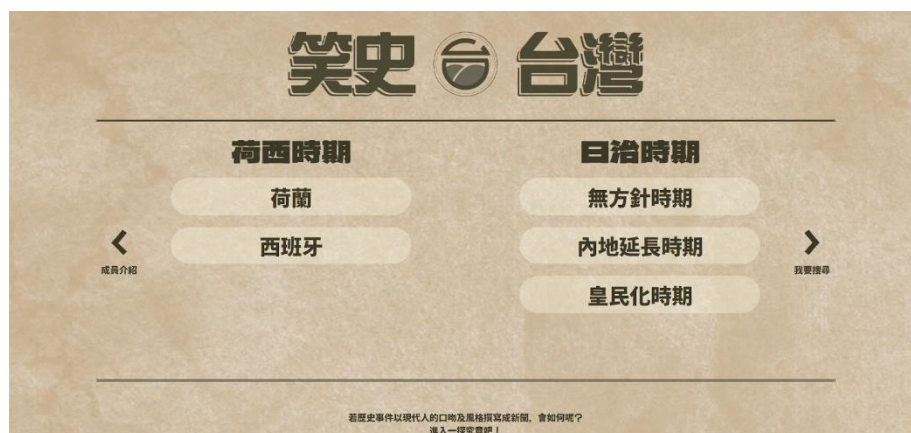 笑史 台灣
荷西時期
荷蘭
西班牙
日治時期
無方針時期
內地延長時期
皇民化時期
成員介紹
我要搜尋
若歷史事件以現代人的口吻及風格撰寫成新聞，會如何呢？
進入一探究竟吧！